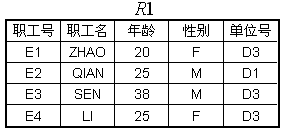 R1
职工号 职工名 年龄 性别 单位号
E1 ZHAO 20 F D3
E2 QIAN 25 M D1
E3 SEN 38 M D3
E4 LI 25 F D3